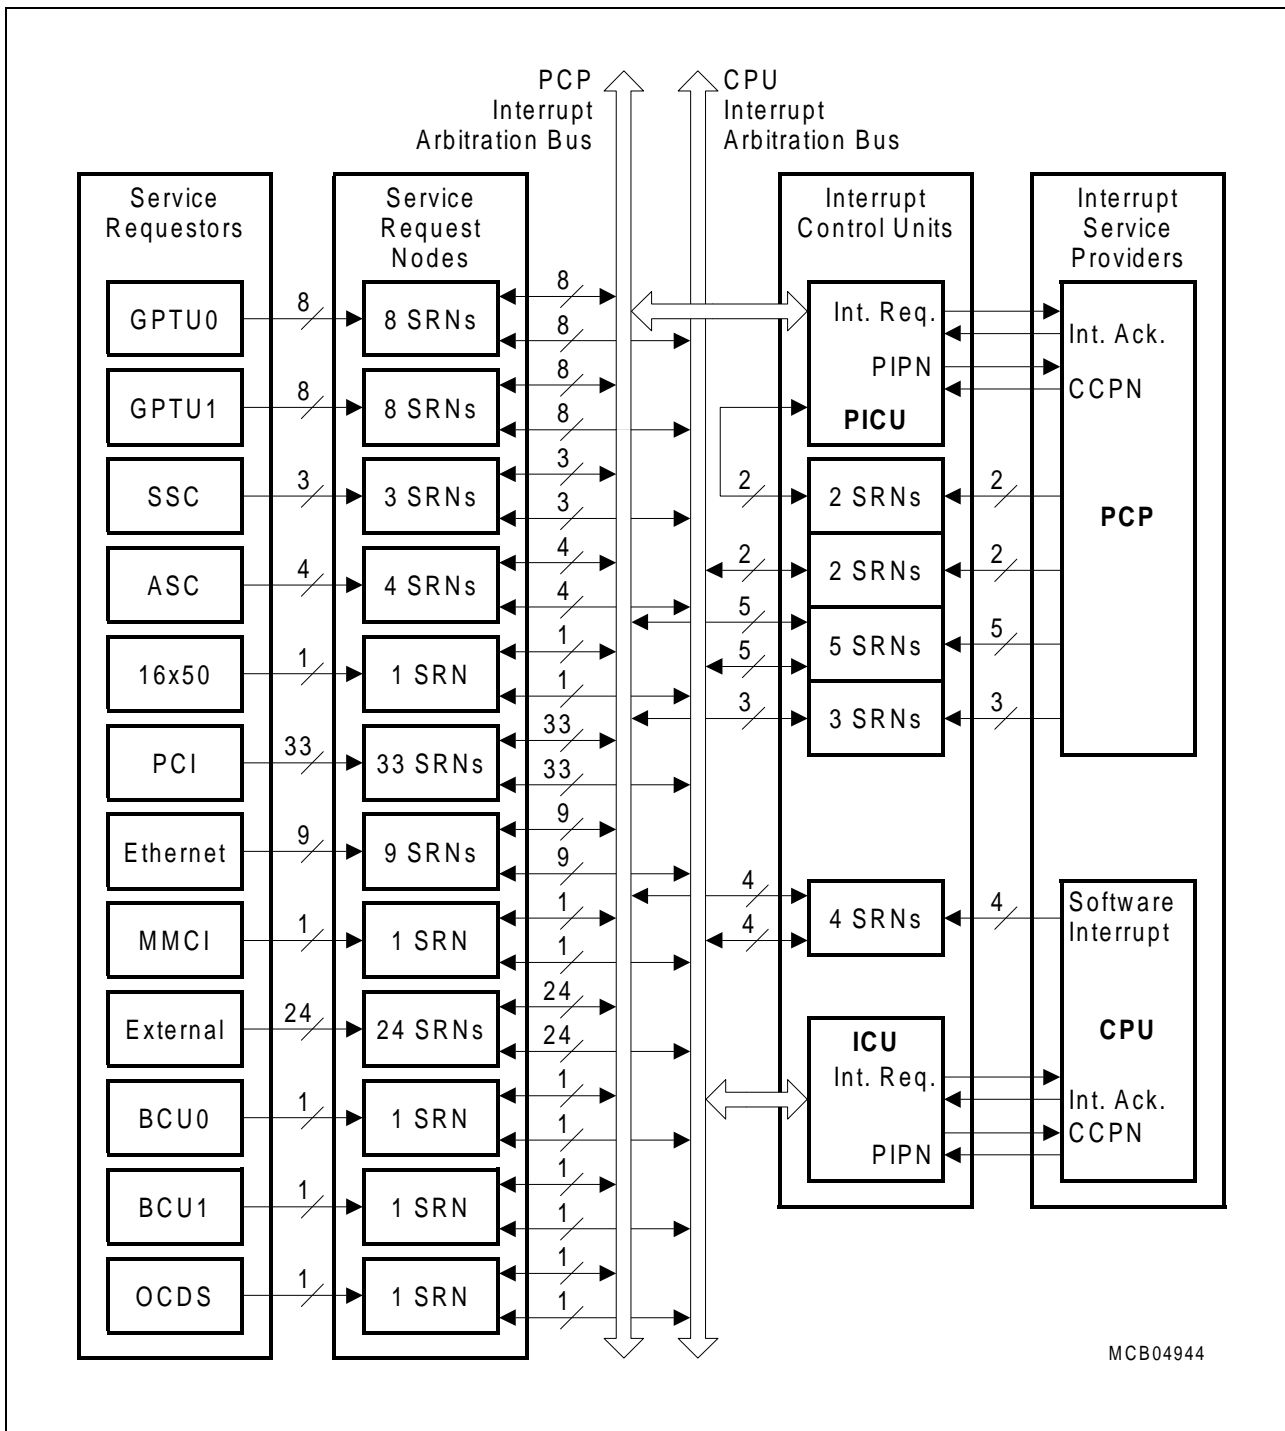 PCP
Interrupt
Arbitration Bus
CPU
Interrupt
Arbitration Bus
Service
Requestors
Service
Request
Nodes
Interrupt
Control Units
Interrupt
Service
Providers
GPTU0
8
8 SRNs
8
8
GPTU1
8
8 SRNs
8
8
SSC
3
3 SRNs
3
3
ASC
4
4 SRNs
4
4
16x50
1
1 SRN
1
1
PCI
33
33 SRNs
33
33
Ethernet
9
9 SRNs
9
9
MMCI
1
1 SRN
1
1
External
24
24 SRNs
24
24
BCU0
1
1 SRN
1
1
BCU1
1
1 SRN
1
1
OCDS
1
1 SRN
1
1
Int. Req.
PIPN
PICU
Int. Ack.
CCPN
PCP
2
2 SRNs
2
2
2 SRNs
2
5
5
5 SRNs
5
3
3 SRNs
3
4
4
4 SRNs
4
Software
Interrupt
CPU
ICU
Int. Req.
PIPN
Int. Ack.
CCPN
MCB04944